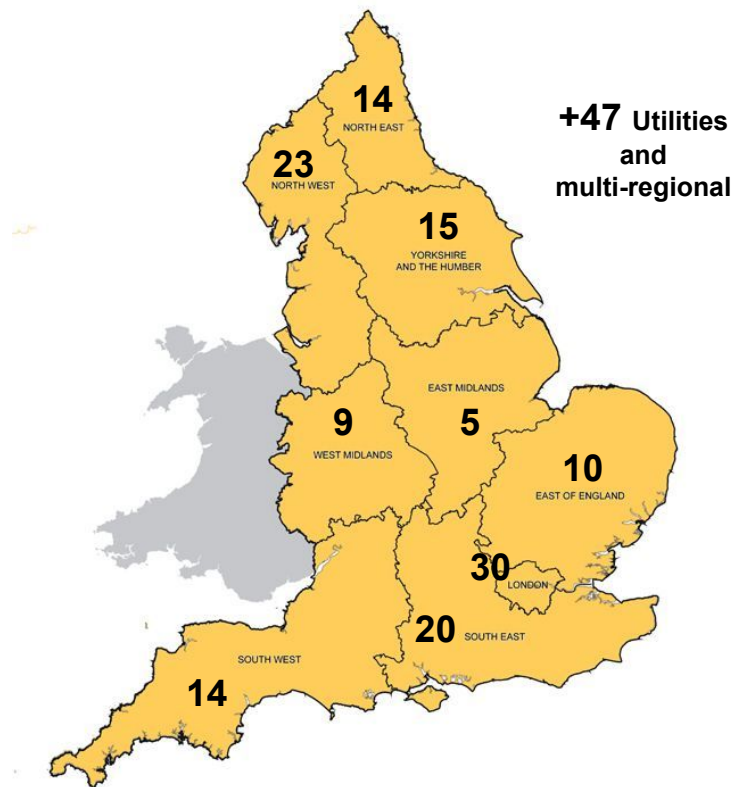 14
NORTH EAST
+47 Utilities
and
multi-regional
23
NORTH WEST
15
YORKSHIRE
AND THE HUMBER
EAST MIDLANDS
5
9
WEST MIDLANDS
10
EAST OF ENGLAND
30
LONDON
20 SOUTH EAST
SOUTH WEST
14